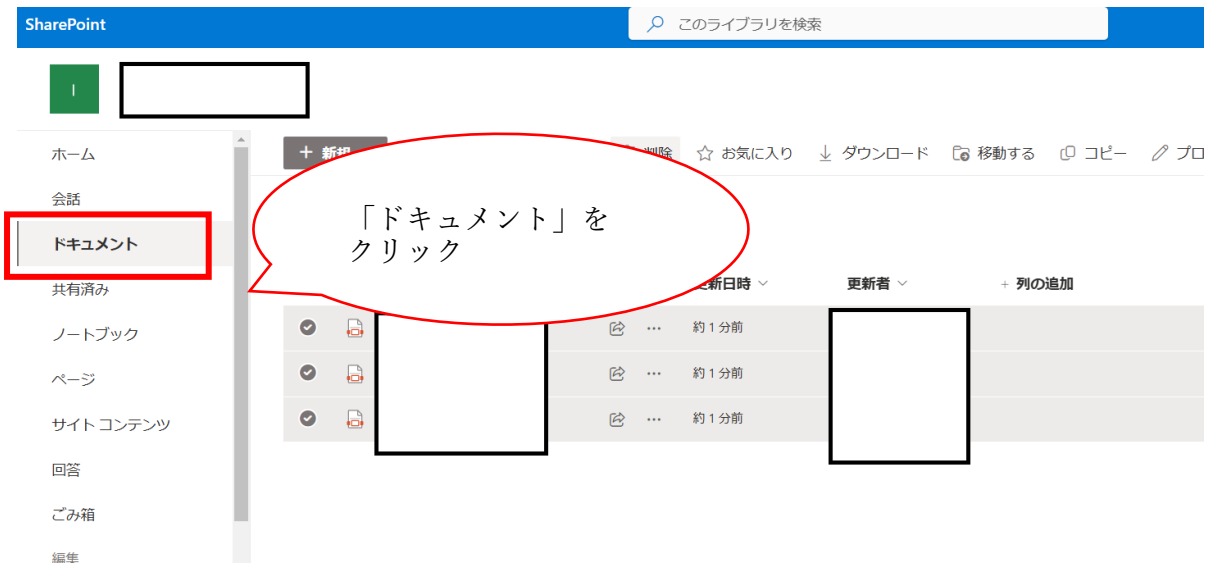 SharePoint
このライブラリを検索
I
ホーム
会話
ドキュメント
共有済み
ノートブック
ページ
サイト コンテンツ
回答
ごみ箱
編集
+ 新規
削除
お気に入り
ダウンロード
移動する
コピー
プロ
「ドキュメント」を
クリック
更新日時
更新者
+ 列の追加
約 1 分前
約 1 分前
約 1 分前